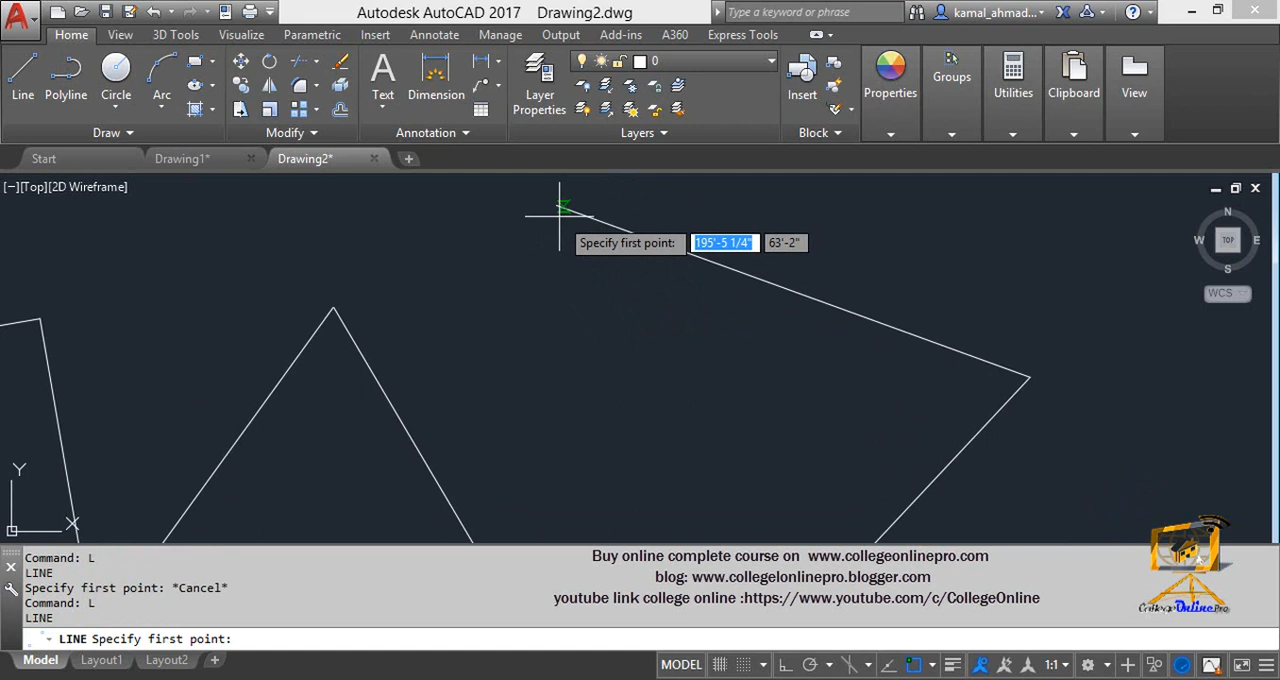 Autodesk AutoCAD 2017 Drawing2.dwg
Type a keyword or phrase
kamal_ahmad...
Home View 3D Tools Visualize Parametric Insert Annotate Manage Output Add-ins A360 Express Tools
Line Polyline Circle Arc
Text Dimension
Layer Properties
0
Insert
Properties
Groups
Utilities
Clipboard
View
Draw Modify Annotation Layers Block
Start Drawing1* Drawing2*
[−][Top][2D Wireframe]
N
W TOP E
S
WCS
Specify first point: 195'-5 1/4" 63'-2"
Y
X
Command: L
LINE
Specify first point: *Cancel*
Command: L
LINE
LINE Specify first point:
Buy online complete course on www.collegeonlinepro.com
blog: www.collegelonlinepro.blogger.com
youtube link college online :https://www.youtube.com/c/CollegeOnline
College Online Pro
Model Layout1 Layout2 +
MODEL 1:1